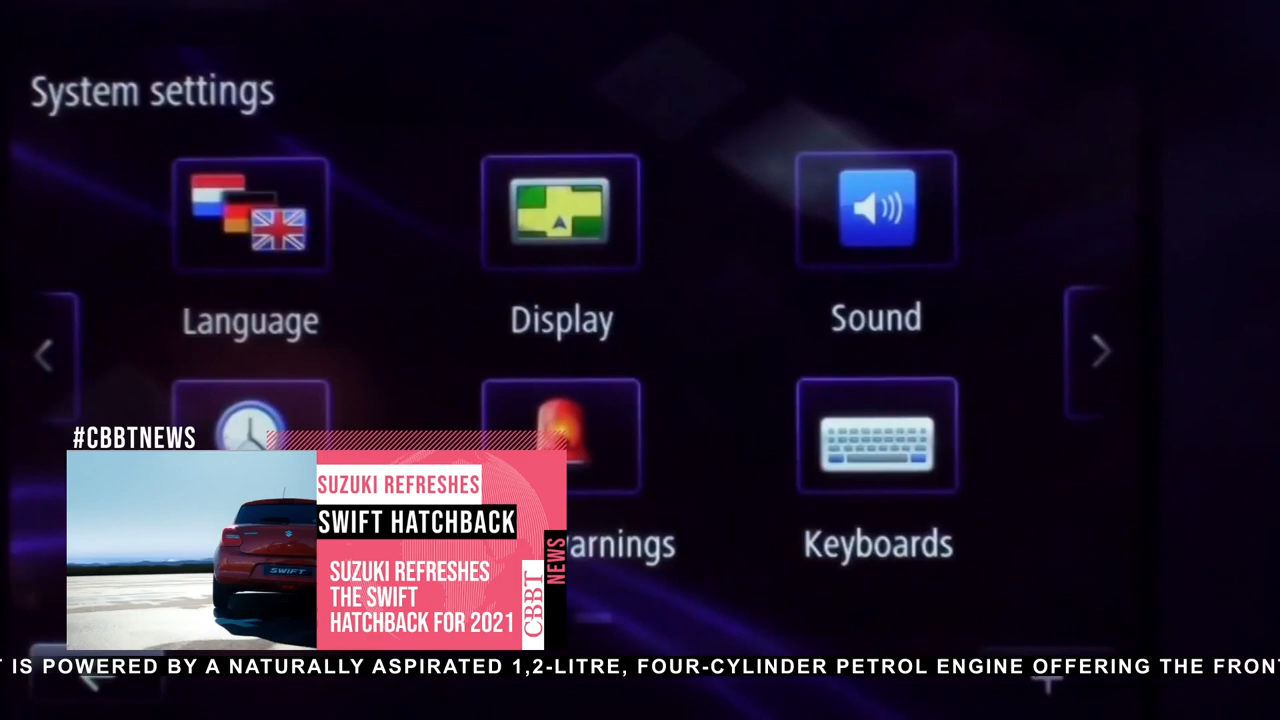 System settings
Language
Display
Sound
#CBBTNEWS
SUZUKI REFRESHES
SWIFT HATCHBACK
SUZUKI REFRESHES
THE SWIFT
HATCHBACK FOR 2021
SWIFT
CBBT
NEWS
arnings
Keyboards
T IS POWERED BY A NATURALLY ASPIRATED 1,2-LITRE, FOUR-CYLINDER PETROL ENGINE OFFERING THE FRONT